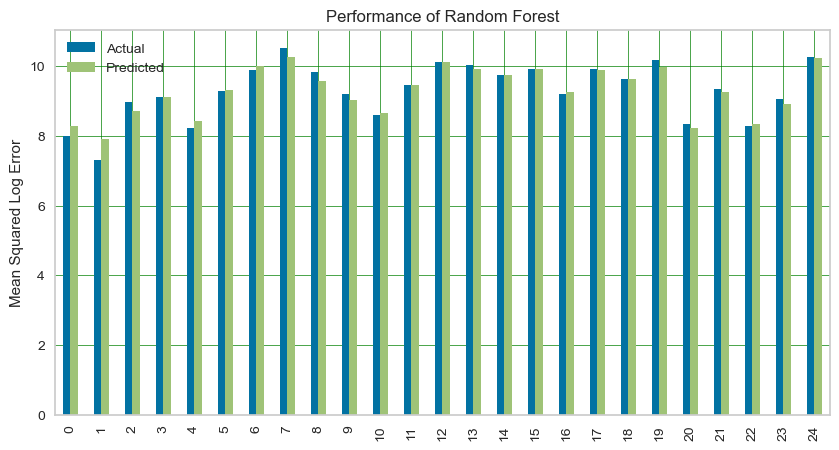 Performance of Random Forest
Actual
Predicted
Mean Squared Log Error
10
8
6
4
2
0
0 1 2 3 4 5 6 7 8 9 10 11 12 13 14 15 16 17 18 19 20 21 22 23 24